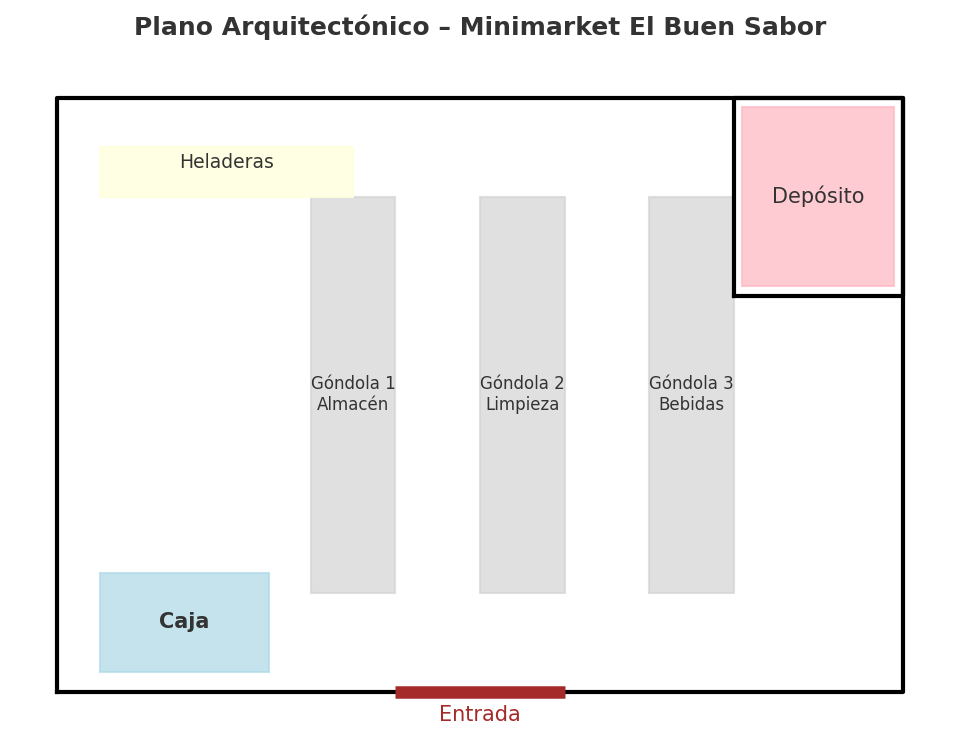 Plano Arquitectónico – Minimarket El Buen Sabor
Heladeras
Depósito
Góndola 1
Almacén
Góndola 2
Limpieza
Góndola 3
Bebidas
Caja
Entrada